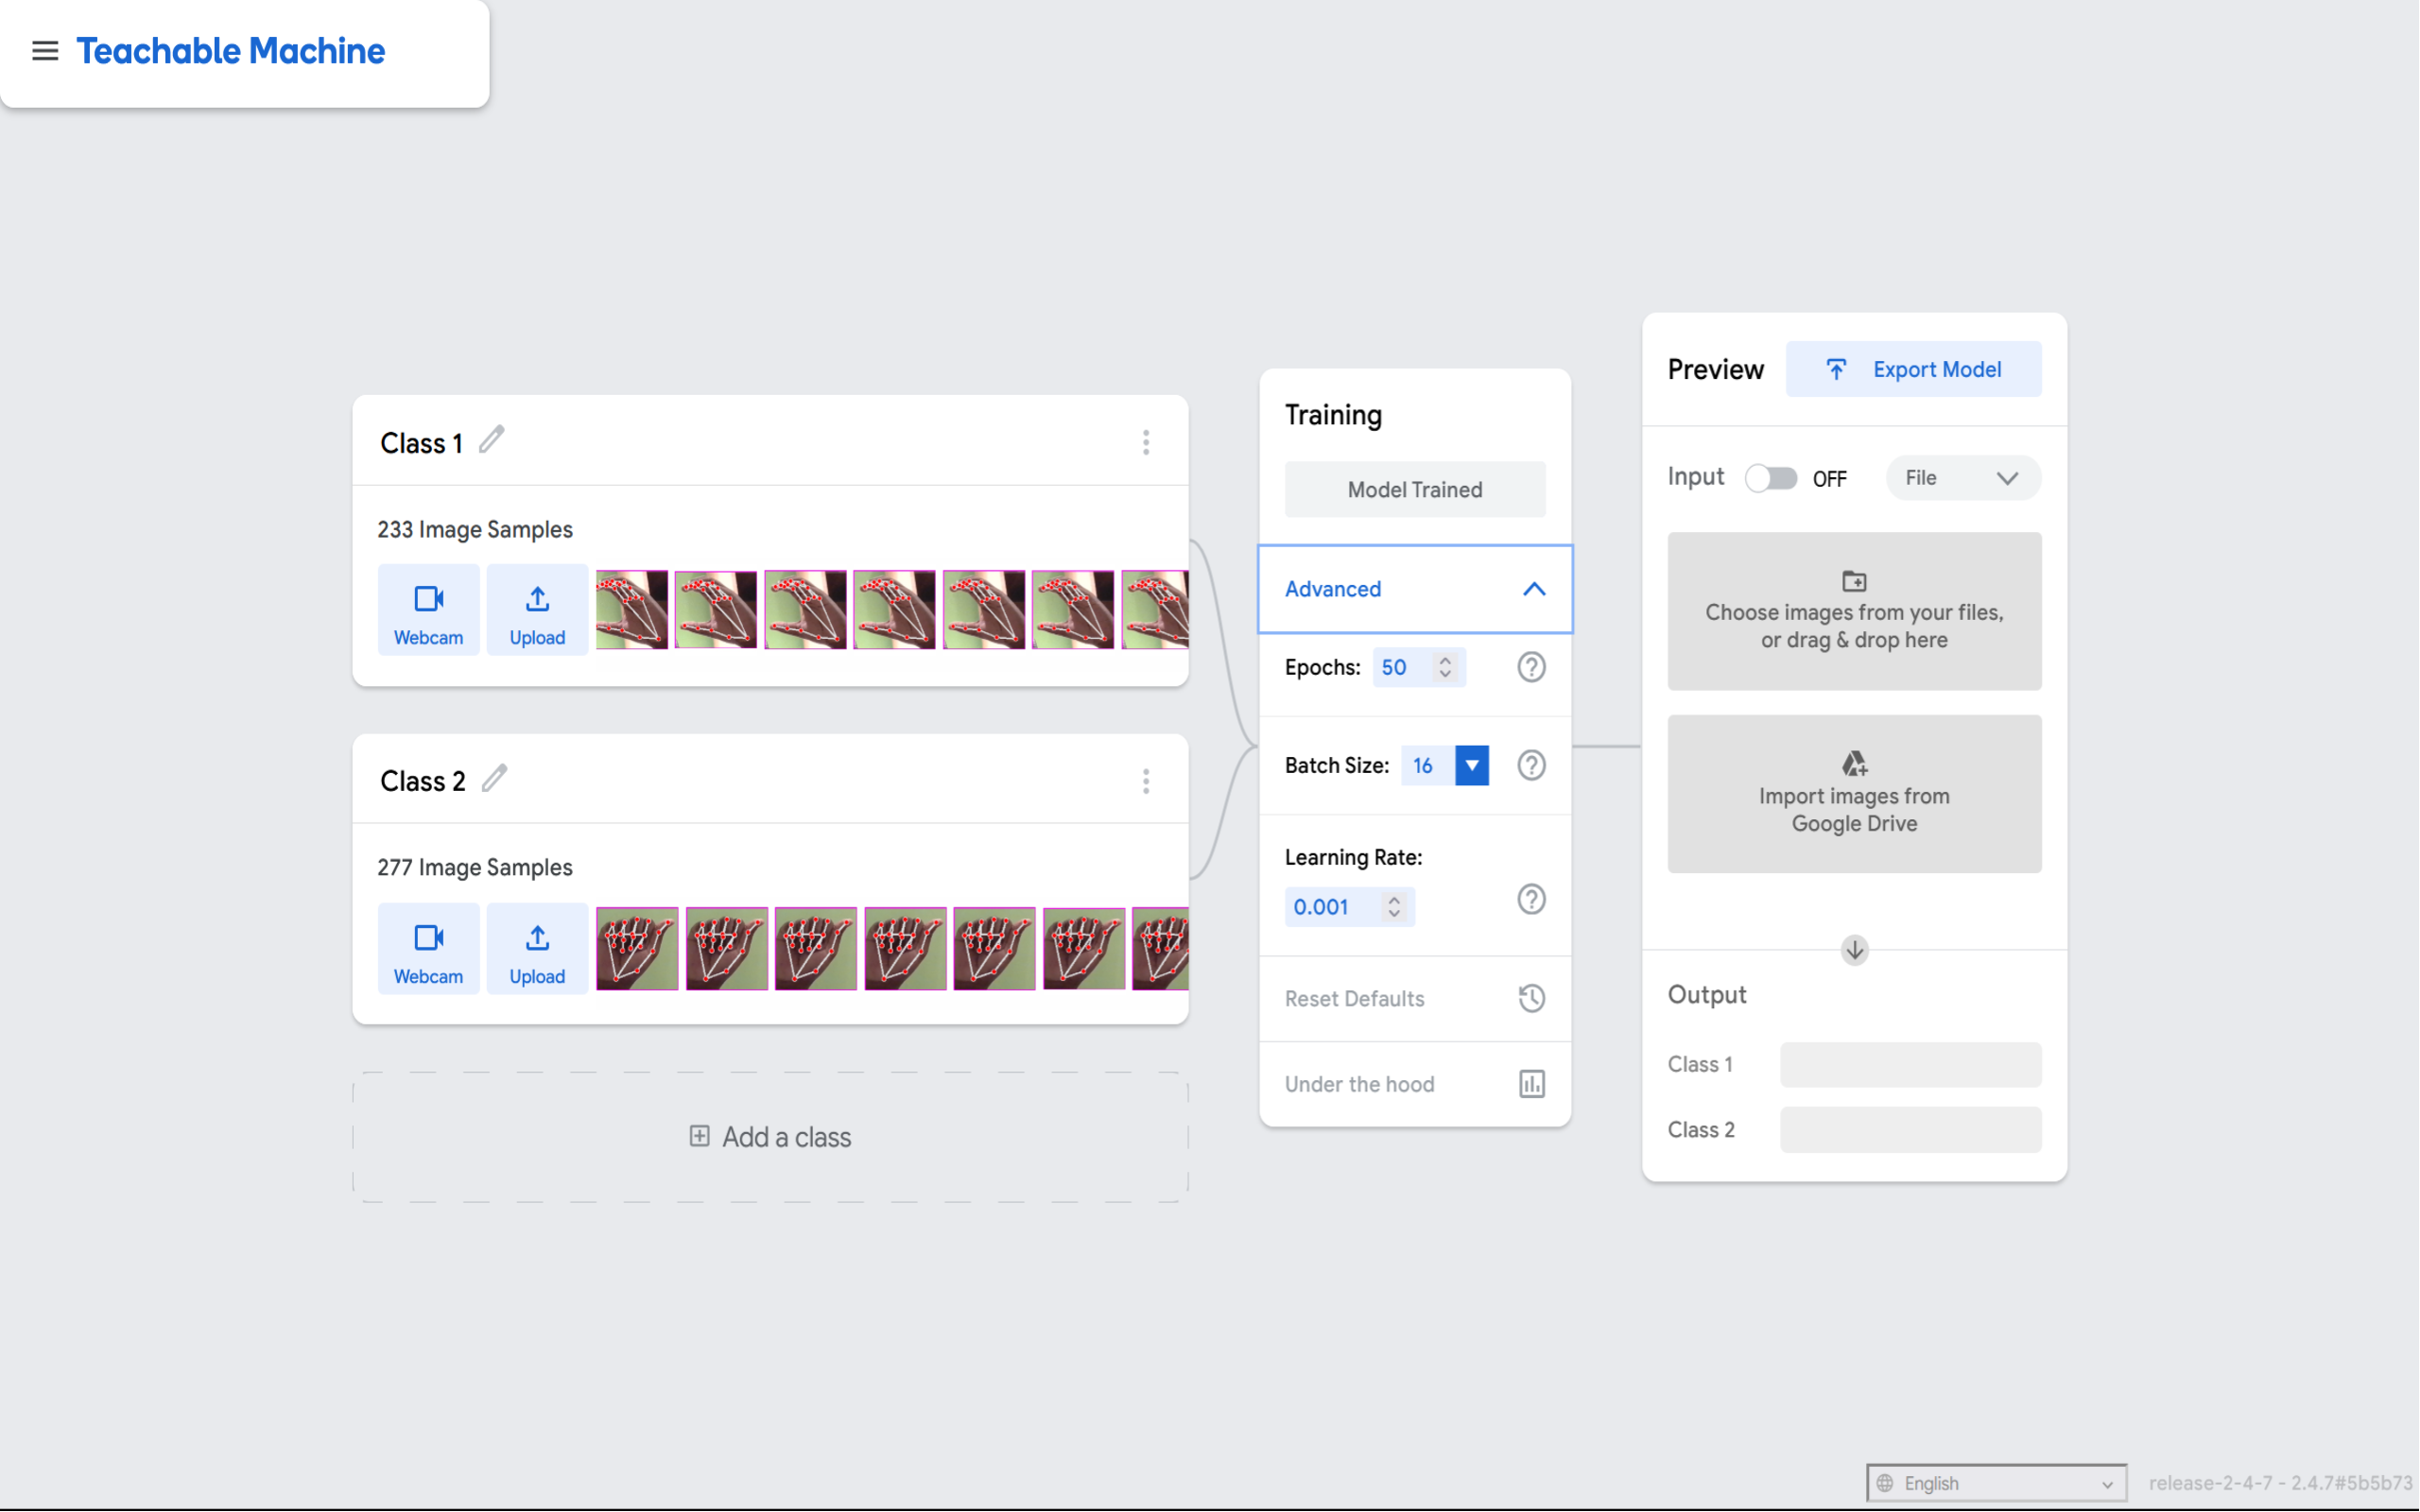 Teachable Machine
Class 1
233 Image Samples
Webcam
Upload
Class 2
277 Image Samples
Webcam
Upload
Add a class
Training
Model Trained
Advanced
Epochs: 50
Batch Size: 16
Learning Rate:
0.001
Reset Defaults
Under the hood
Preview
Export Model
Input OFF File
Choose images from your files,
or drag & drop here
Import images from
Google Drive
Output
Class 1
Class 2
English
release-2-4-7 - 2.4.7#5b5b73